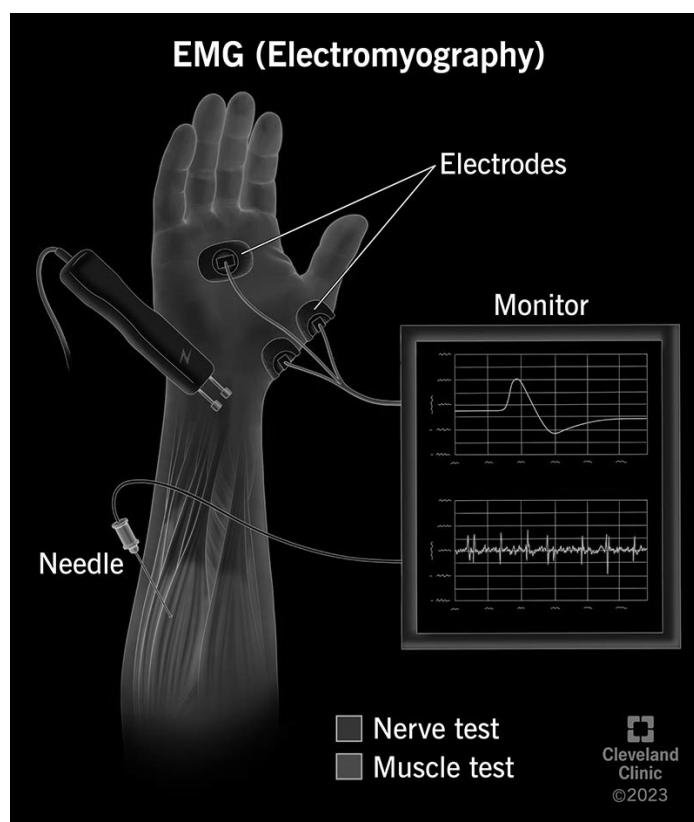 EMG (Electromyography)
Electrodes
Monitor
Needle
Nerve test
Muscle test
Cleveland
Clinic
©2023